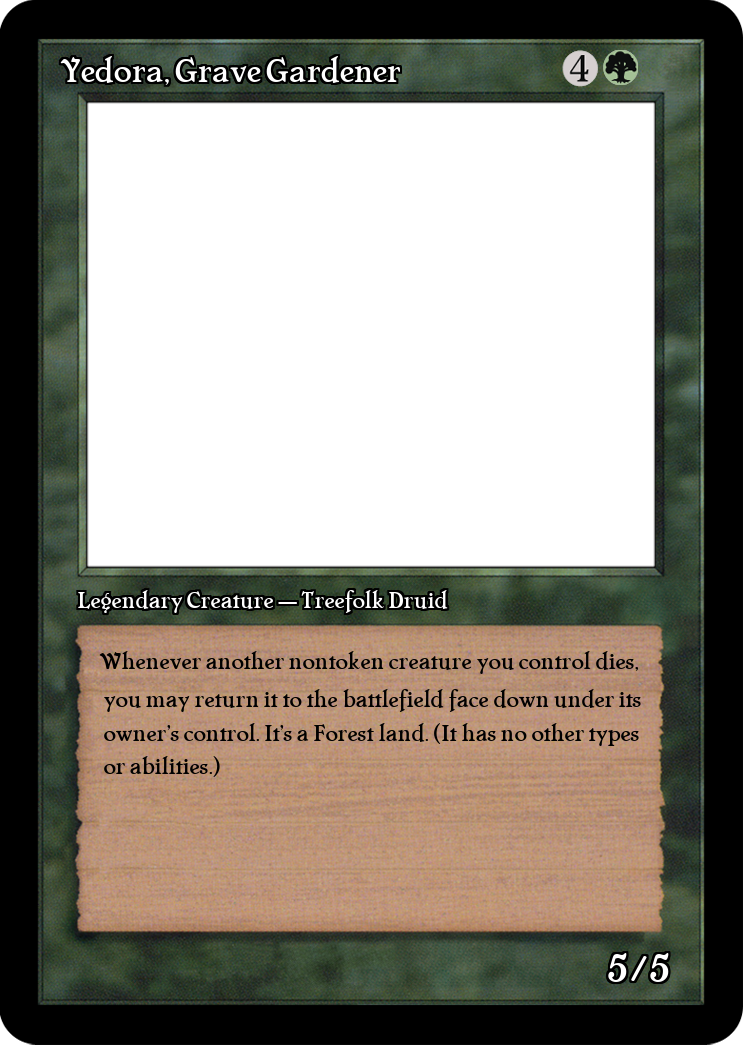 Yedora, Grave Gardener 4
Legendary Creature — Treefolk Druid
Whenever another nontoken creature you control dies,
you may return it to the battlefield face down under its
owner's control. It's a Forest land. (It has no other types
or abilities.)
5/5